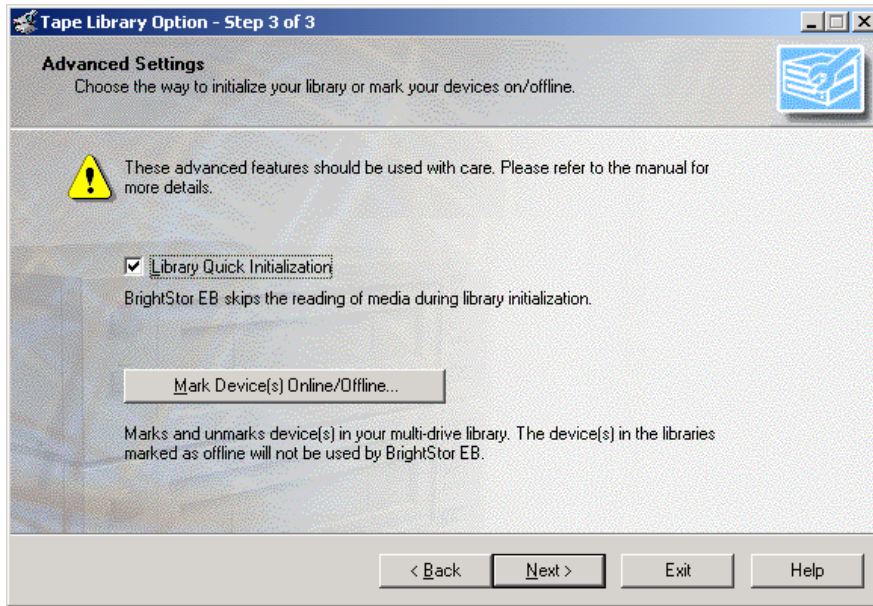 Tape Library Option - Step 3 of 3
Advanced Settings
Choose the way to initialize your library or mark your devices on/offline.
These advanced features should be used with care. Please refer to the manual for
more details.
Library Quick Initialization
BrightStor EB skips the reading of media during library initialization.
Mark Device(s) Online/Offline...
Marks and unmarks device(s) in your multi-drive library. The device(s) in the libraries
marked as offline will not be used by BrightStor EB.
< Back Next > Exit Help